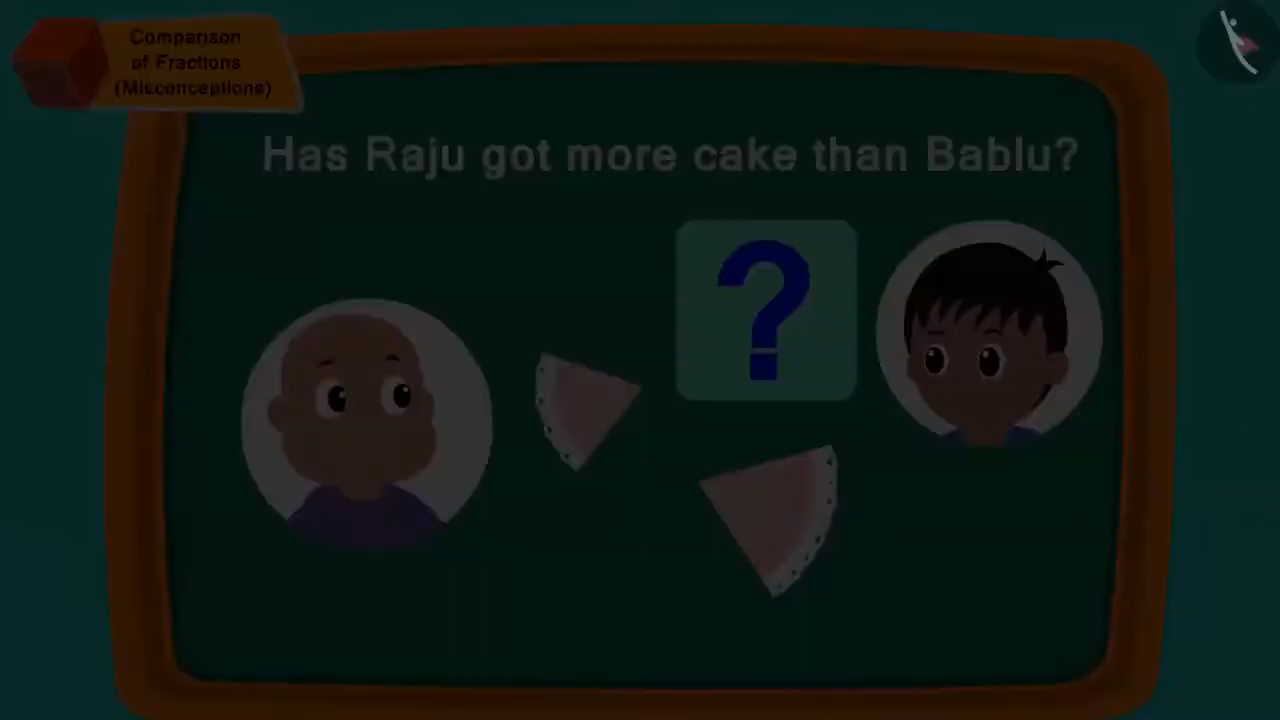 Comparison
of Fractions
(Misconceptions)
Has Raju got more cake than Bablu?
?